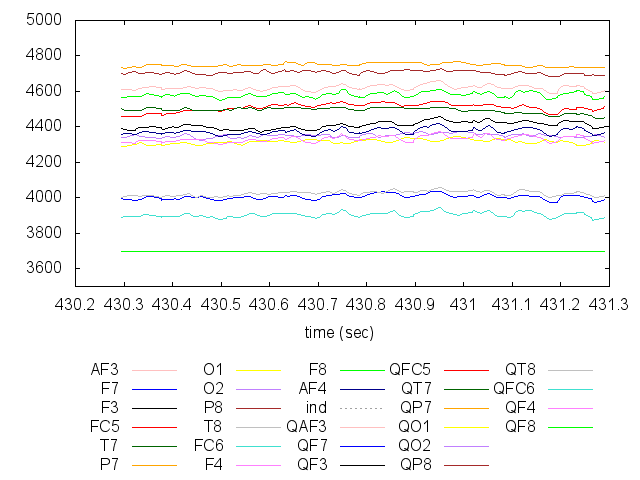 5000
4800
4600
4400
4200
4000
3800
3600
430.2 430.3 430.4 430.5 430.6 430.7 430.8 430.9 431 431.1 431.2 431.3
time (sec)
AF3 O1 F8 QFC5 QT8
F7 O2 AF4 QT7 QFC6
F3 P8 ind QP7 QF4
FC5 T8 QAF3 QO1 QF8
T7 FC6 QF7 QO2
P7 F4 QF3 QP8